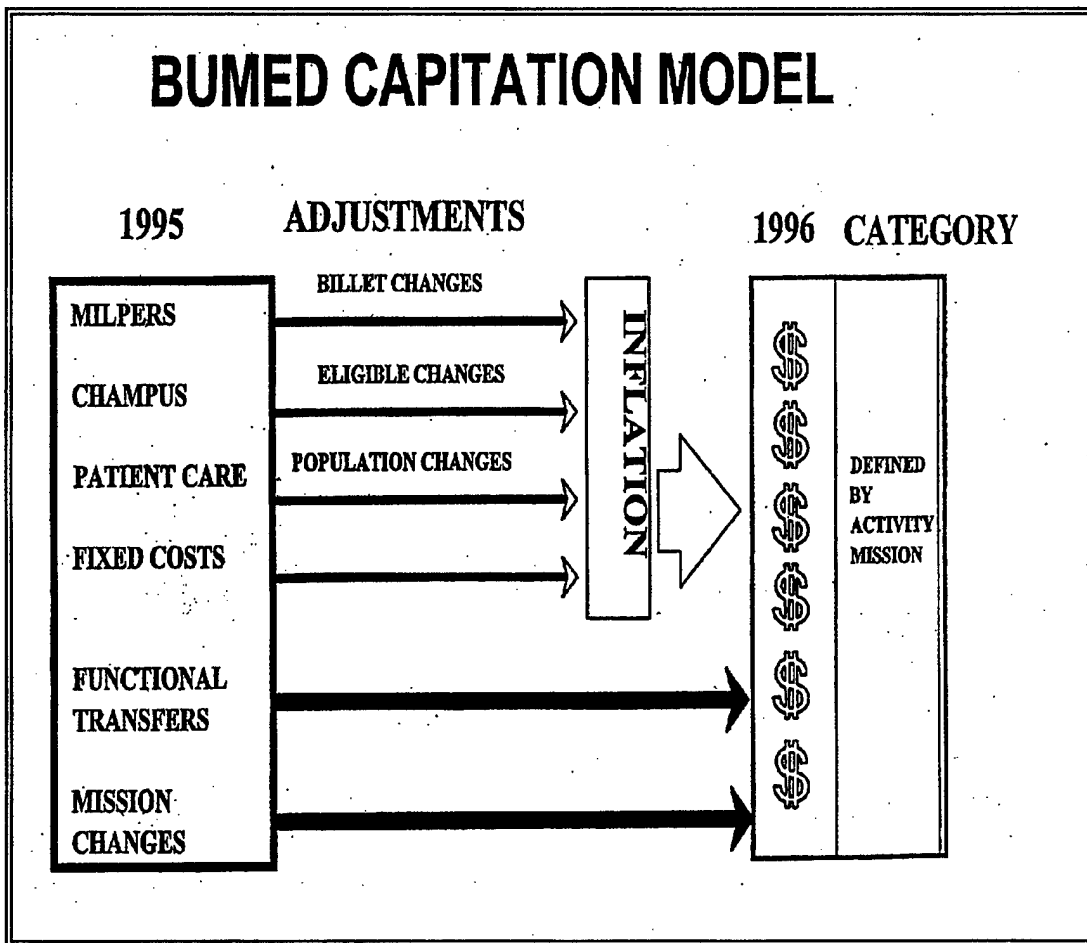 BUMED CAPITATION MODEL
1995
ADJUSTMENTS
1996
CATEGORY
MILPERS
BILLET CHANGES
CHAMPUS
ELIGIBLE CHANGES
PATIENT CARE
POPULATION CHANGES
FIXED COSTS
FUNCTIONAL
TRANSFERS
MISSION
CHANGES
INFLATION
$
$
$
$
$
$
DEFINED
BY
ACTIVITY
MISSION